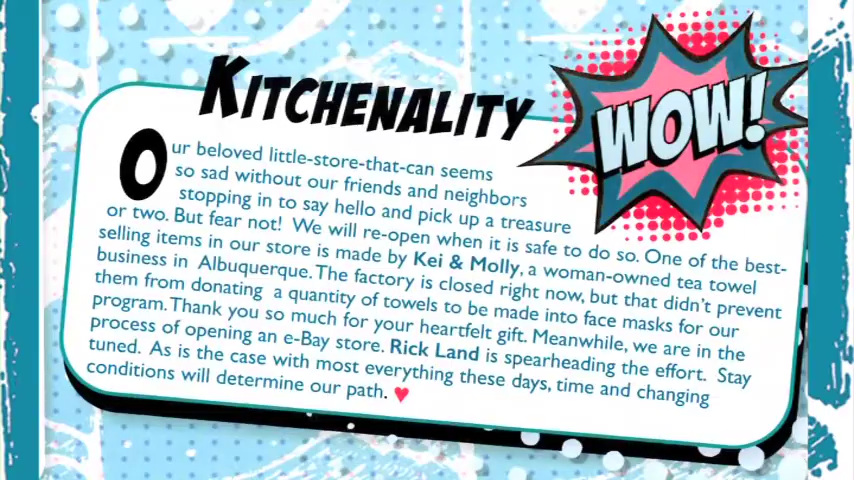 KITCHENALITY
WOW!
Our beloved little-store-that-can seems
so sad without our friends and neighbors
stopping in to say hello and pick up a treasure
or two. But fear not! We will re-open when it is safe to do so. One of the best-
selling items in our store is made by Kei & Molly, a woman-owned tea towel
business in Albuquerque. The factory is closed right now, but that didn't prevent
them from donating a quantity of towels to be made into face masks for our
program. Thank you so much for your heartfelt gift. Meanwhile, we are in the
process of opening an e-Bay store. Rick Land is spearheading the effort. Stay
tuned. As is the case with most everything these days, time and changing
conditions will determine our path. ♥